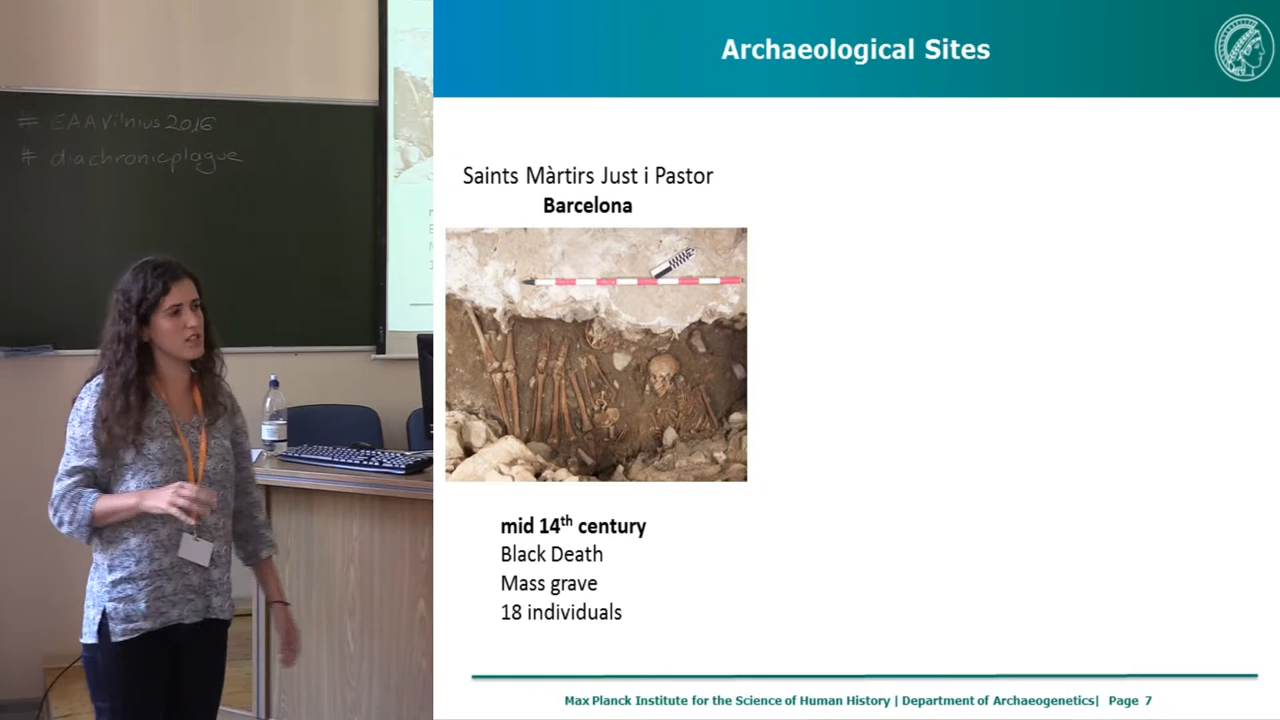 # EAAVilnius2016
# diachronicplague
Archaeological Sites
Saints Màrtirs Just i Pastor
Barcelona
mid 14th century
Black Death
Mass grave
18 individuals
Max Planck Institute for the Science of Human History | Department of Archaeogenetics| Page 7